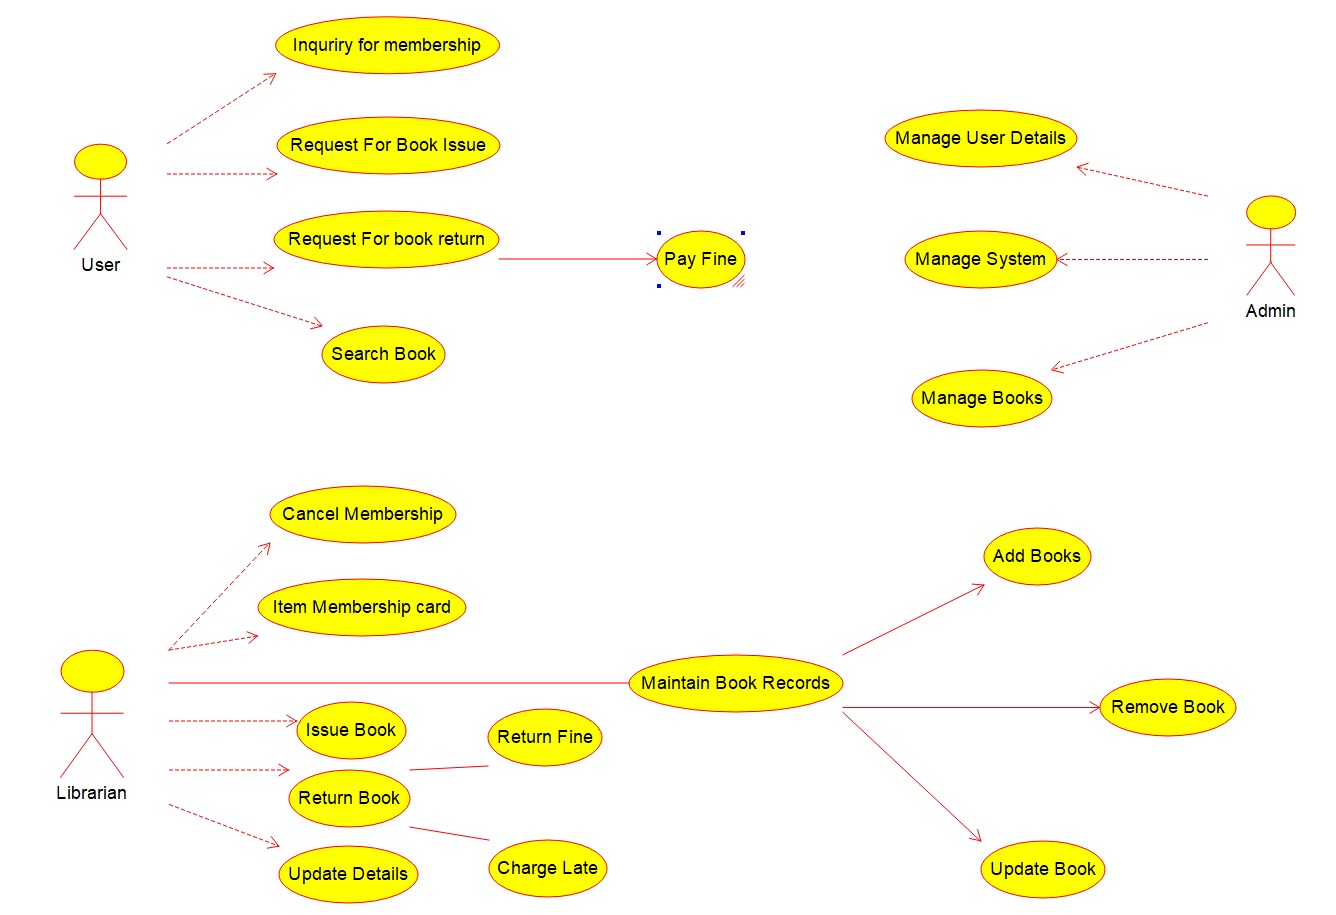 Inquriry for membership
Request For Book Issue
Manage User Details
Request For book return
Pay Fine
Manage System
User
Admin
Search Book
Manage Books
Cancel Membership
Add Books
Item Membership card
Maintain Book Records
Remove Book
Issue Book
Return Fine
Librarian
Return Book
Update Details
Charge Late
Update Book